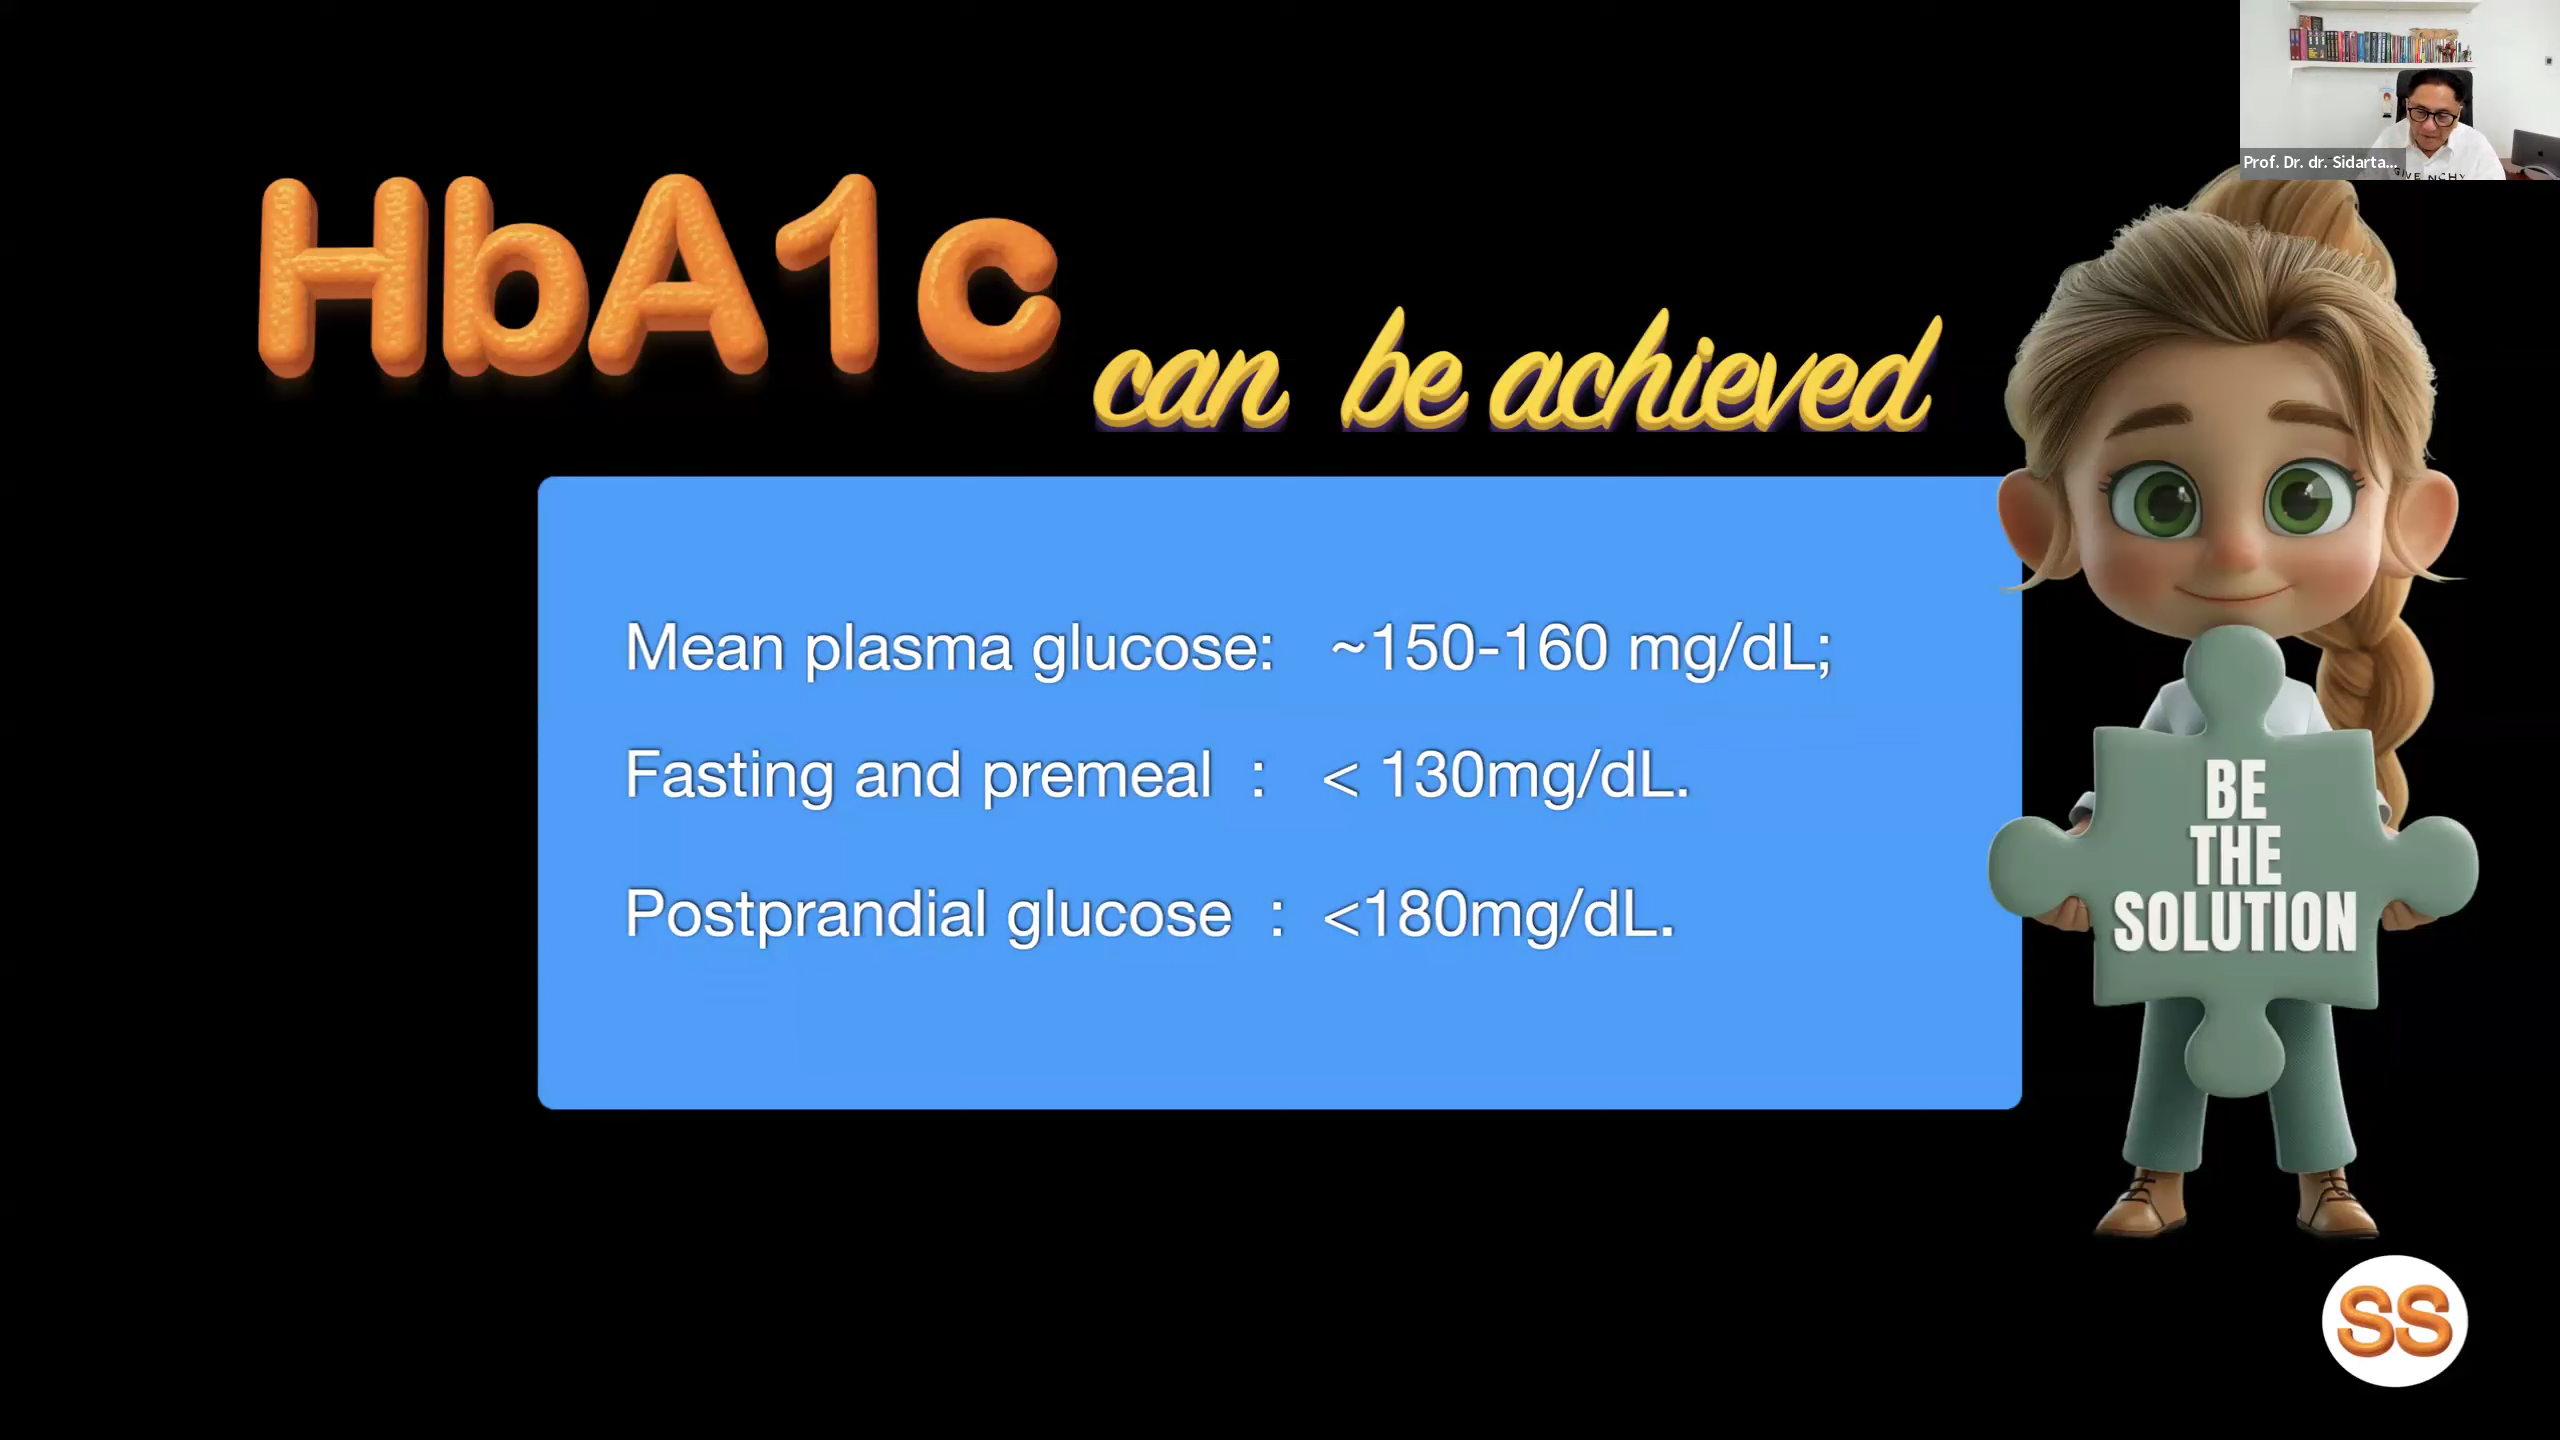 Prof. Dr. dr. Sidarta...
GIVENCHY
HbA1c can be achieved
Mean plasma glucose: ~150-160 mg/dL;
Fasting and premeal : < 130mg/dL.
Postprandial glucose : <180mg/dL.
BE
THE
SOLUTION
SS